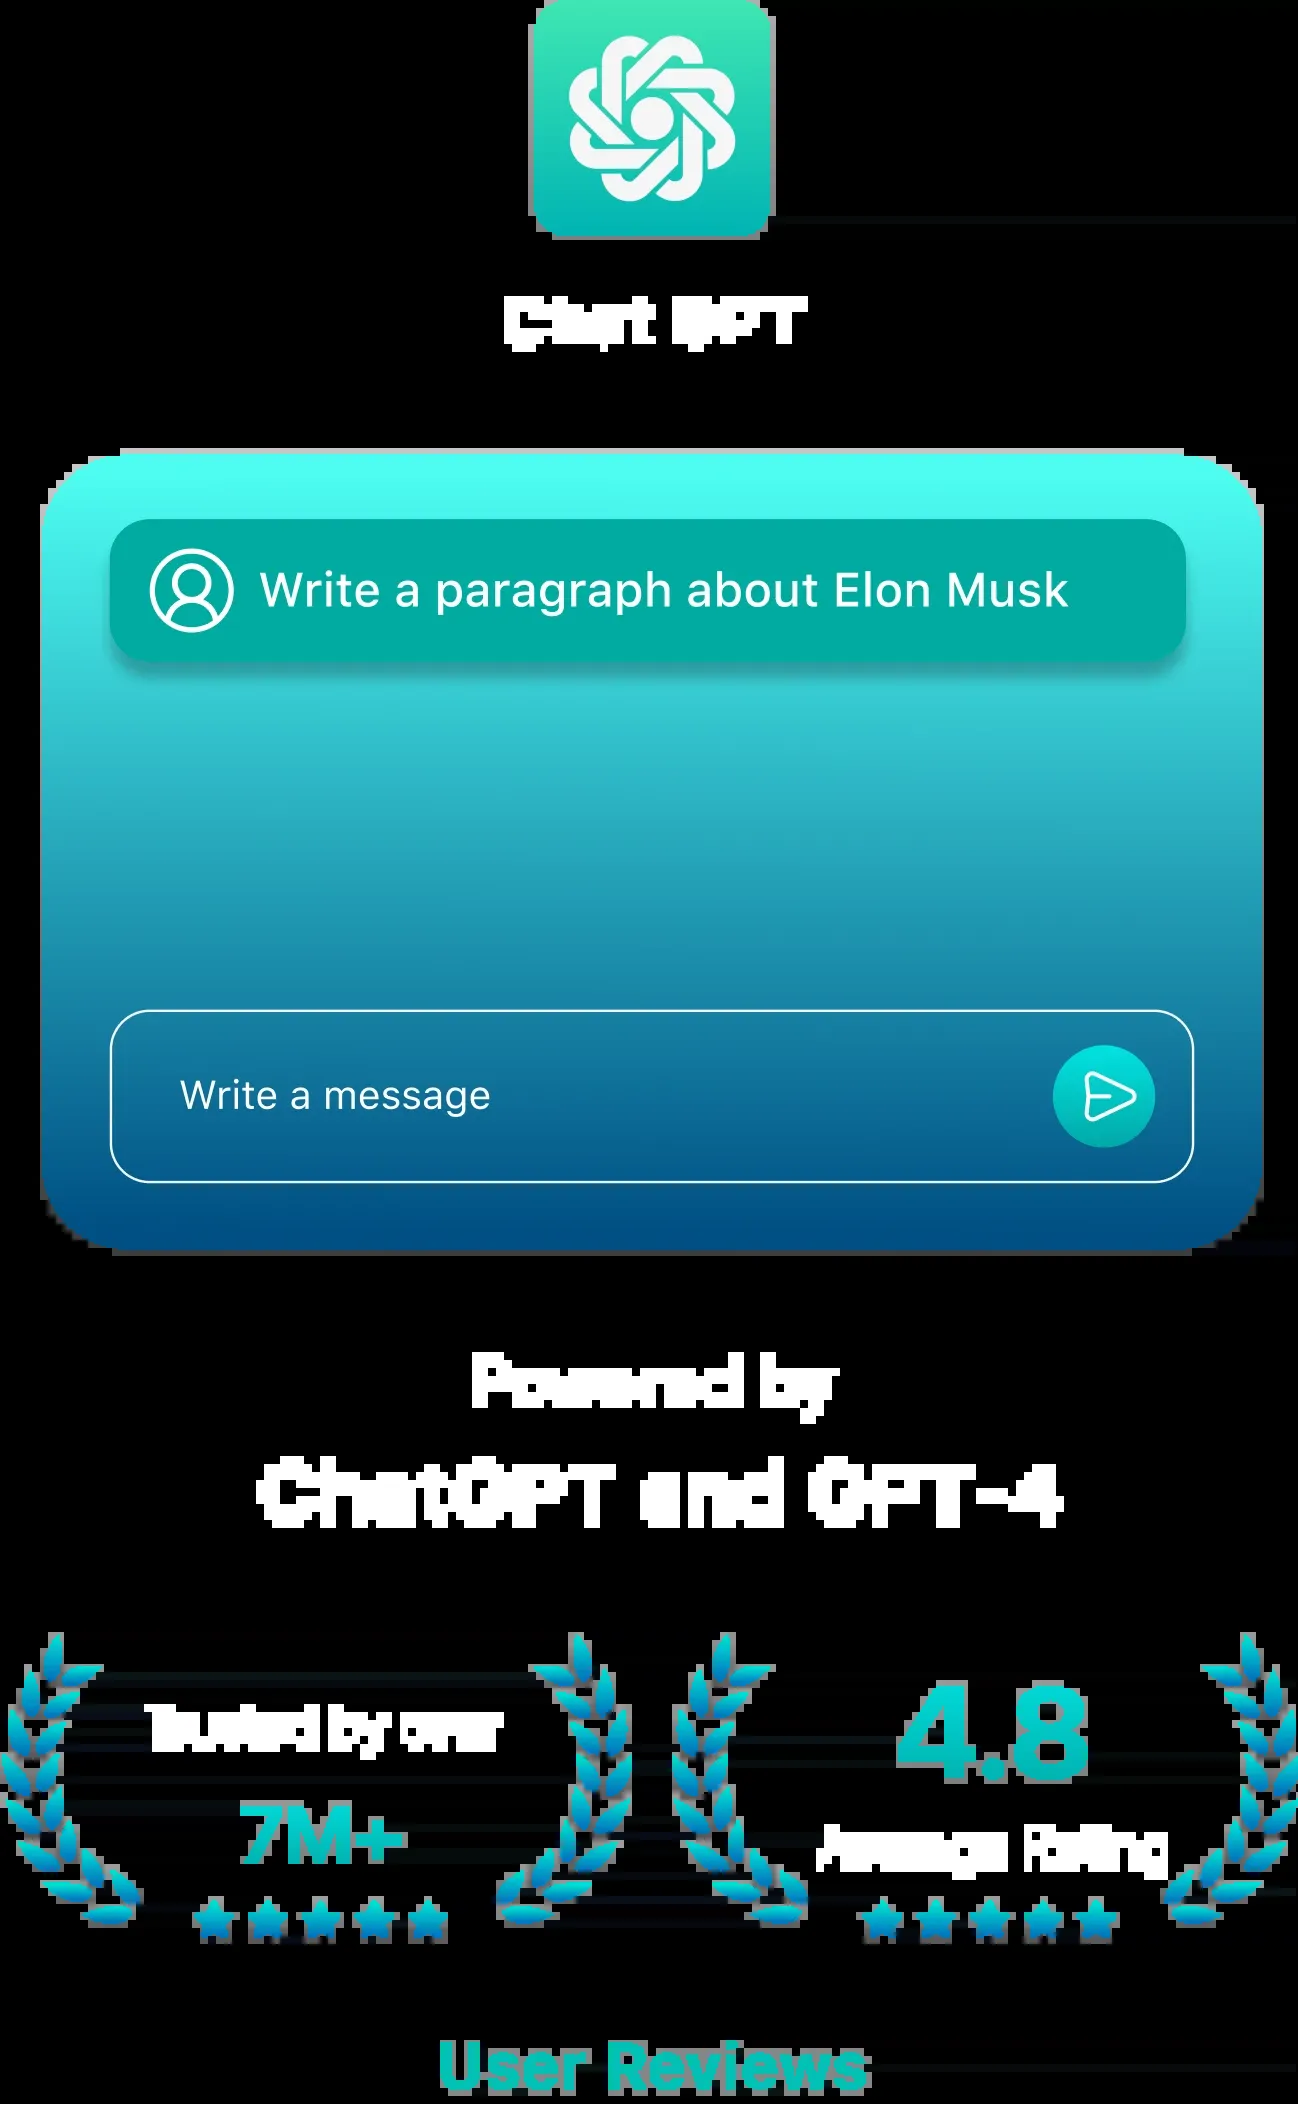 Chat GPT
Write a paragraph about Elon Musk
Write a message
Powered by
ChatGPT and GPT-4
Trusted by over
7M+
4.8
Average Rating
User Reviews